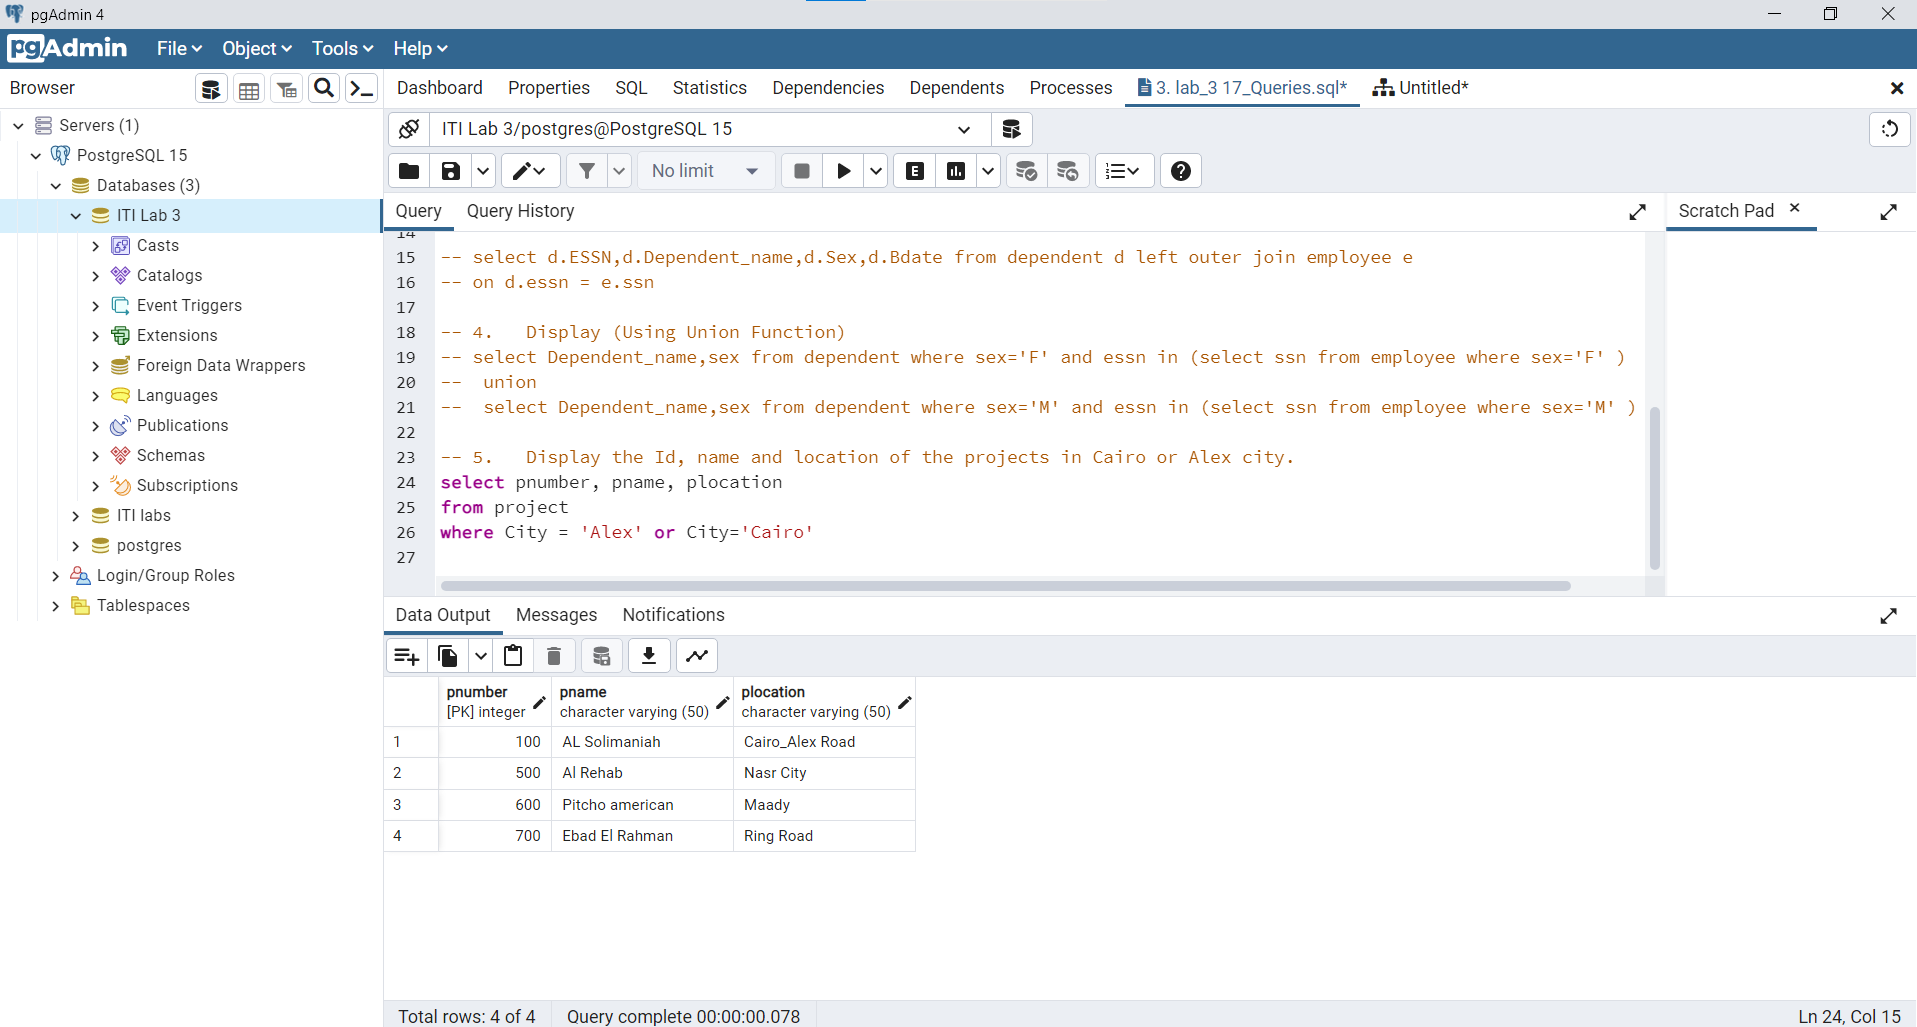 pgAdmin 4
pgAdmin File Object Tools Help
Browser
Dashboard Properties SQL Statistics Dependencies Dependents Processes 3. lab_3 17_Queries.sql* Untitled*
Servers (1)
PostgreSQL 15
Databases (3)
ITI Lab 3
Casts
Catalogs
Event Triggers
Extensions
Foreign Data Wrappers
Languages
Publications
Schemas
Subscriptions
ITI labs
postgres
Login/Group Roles
Tablespaces
ITI Lab 3/postgres@PostgreSQL 15
No limit
E
Query Query History
Scratch Pad
14
15 -- select d.ESSN,d.Dependent_name,d.Sex,d.Bdate from dependent d left outer join employee e
16 -- on d.essn = e.ssn
17
18 -- 4. Display (Using Union Function)
19 -- select Dependent_name,sex from dependent where sex='F' and essn in (select ssn from employee where sex='F' )
20 -- union
21 -- select Dependent_name,sex from dependent where sex='M' and essn in (select ssn from employee where sex='M' )
22
23 -- 5. Display the Id, name and location of the projects in Cairo or Alex city.
24 select pnumber, pname, plocation
25 from project
26 where City = 'Alex' or City='Cairo'
27
Data Output Messages Notifications
pnumber pname plocation
[PK] integer character varying (50) character varying (50)
1 100 AL Solimaniah Cairo_Alex Road
2 500 Al Rehab Nasr City
3 600 Pitcho american Maady
4 700 Ebad El Rahman Ring Road
Total rows: 4 of 4 Query complete 00:00:00.078 Ln 24, Col 15